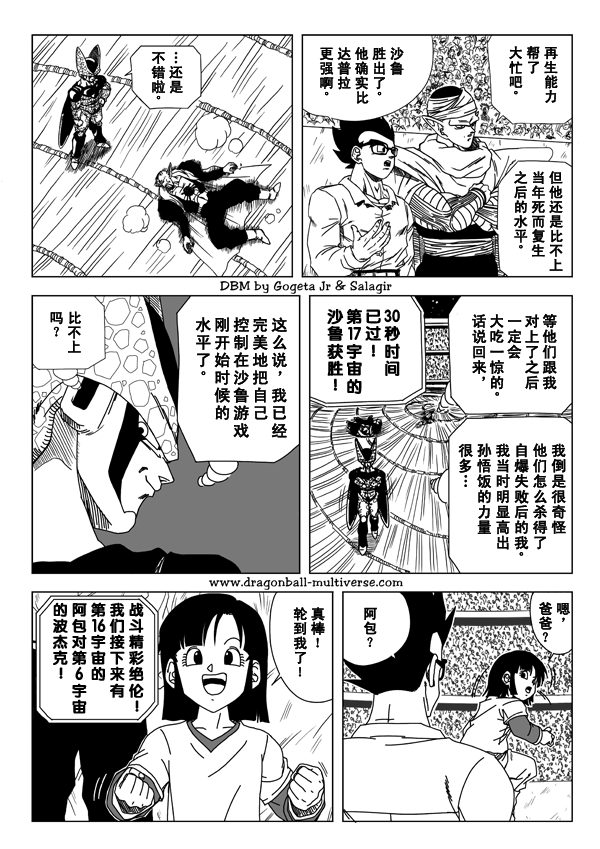 再生能力
帮了
大忙吧。
沙鲁
胜出了。
他确实比
达普拉
更强啊。
但他还是比不上
当年死而复生
之后的水平。
…还是
不错啦。
DBM by Gogeta Jr & Salagir
等他们跟我
对上了之后
一定会
大吃一惊的。
话说回来，
30秒时间
已过！
第17宇宙的
沙鲁获胜！
我倒是很奇怪
他们怎么杀得了
自爆失败后的我。
我当时明显高出
孙悟饭的力量
很多…
这么说，我已经
完美地把自己
控制在沙鲁游戏
刚开始时候的
水平了。
比不上
吗？
www.dragonball-multiverse.com
嗯，
爸爸？
阿包？
真棒！
轮到我了！
战斗精彩绝伦！
我们接下来有
第16宇宙的
阿包对第6宇宙
的波杰克！